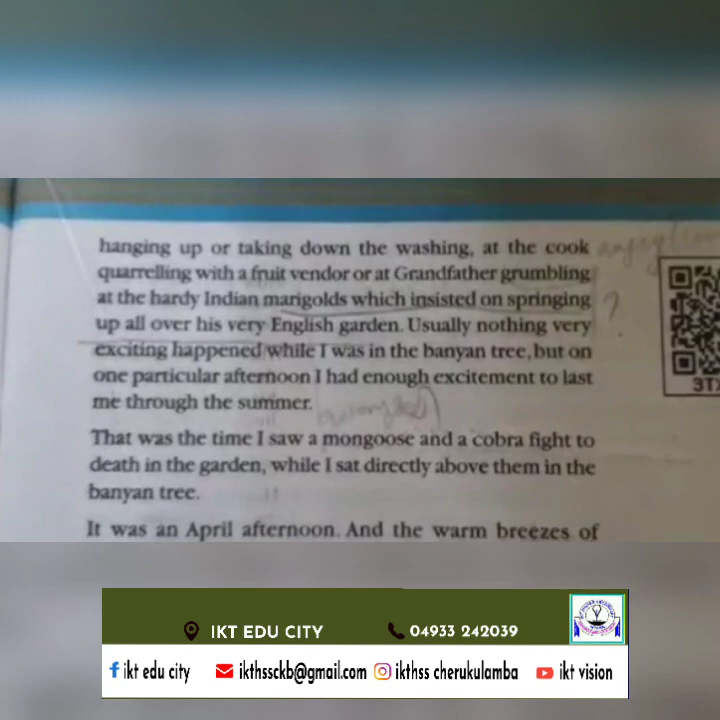 hanging up or taking down the washing, at the cook
quarrelling with a fruit vendor or at Grandfather grumbling
at the hardy Indian marigolds which insisted on springing
up all over his very English garden. Usually nothing very
exciting happened while I was in the banyan tree, but on
one particular afternoon I had enough excitement to last
me through the summer.
That was the time I saw a mongoose and a cobra fight to
death in the garden, while I sat directly above them in the
banyan tree.
It was an April afternoon. And the warm breezes of
?
3T
IKT EDU CITY
04933 242039
ikt edu city
ikthssckb@gmail.com
ikthss cherukulamba
ikt vision